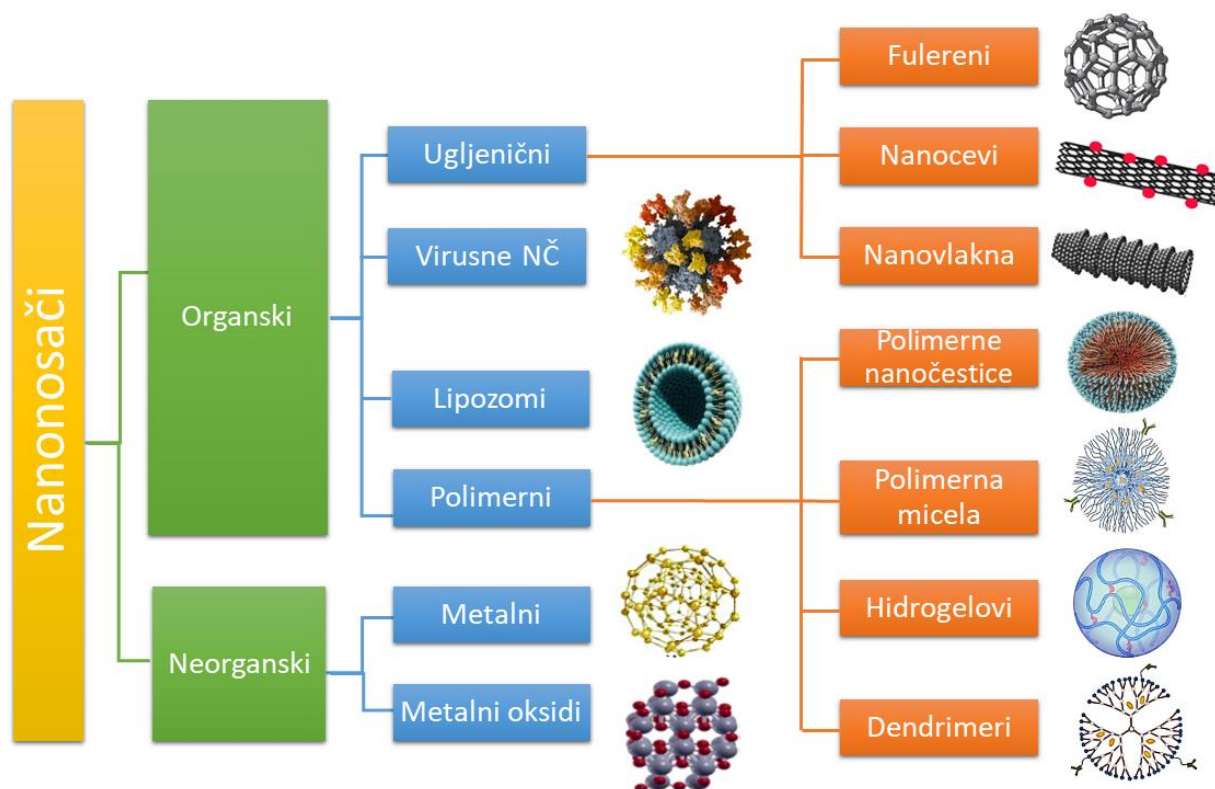 Nanonosači
Organski
Neorganski
Ugljenični
Virusne NČ
Lipozomi
Polimerni
Metalni
Metalni oksidi
Fulereni
Nanocevi
Nanovlakna
Polimerne
nanočestice
Polimerna
micela
Hidrogelovi
Dendrimeri